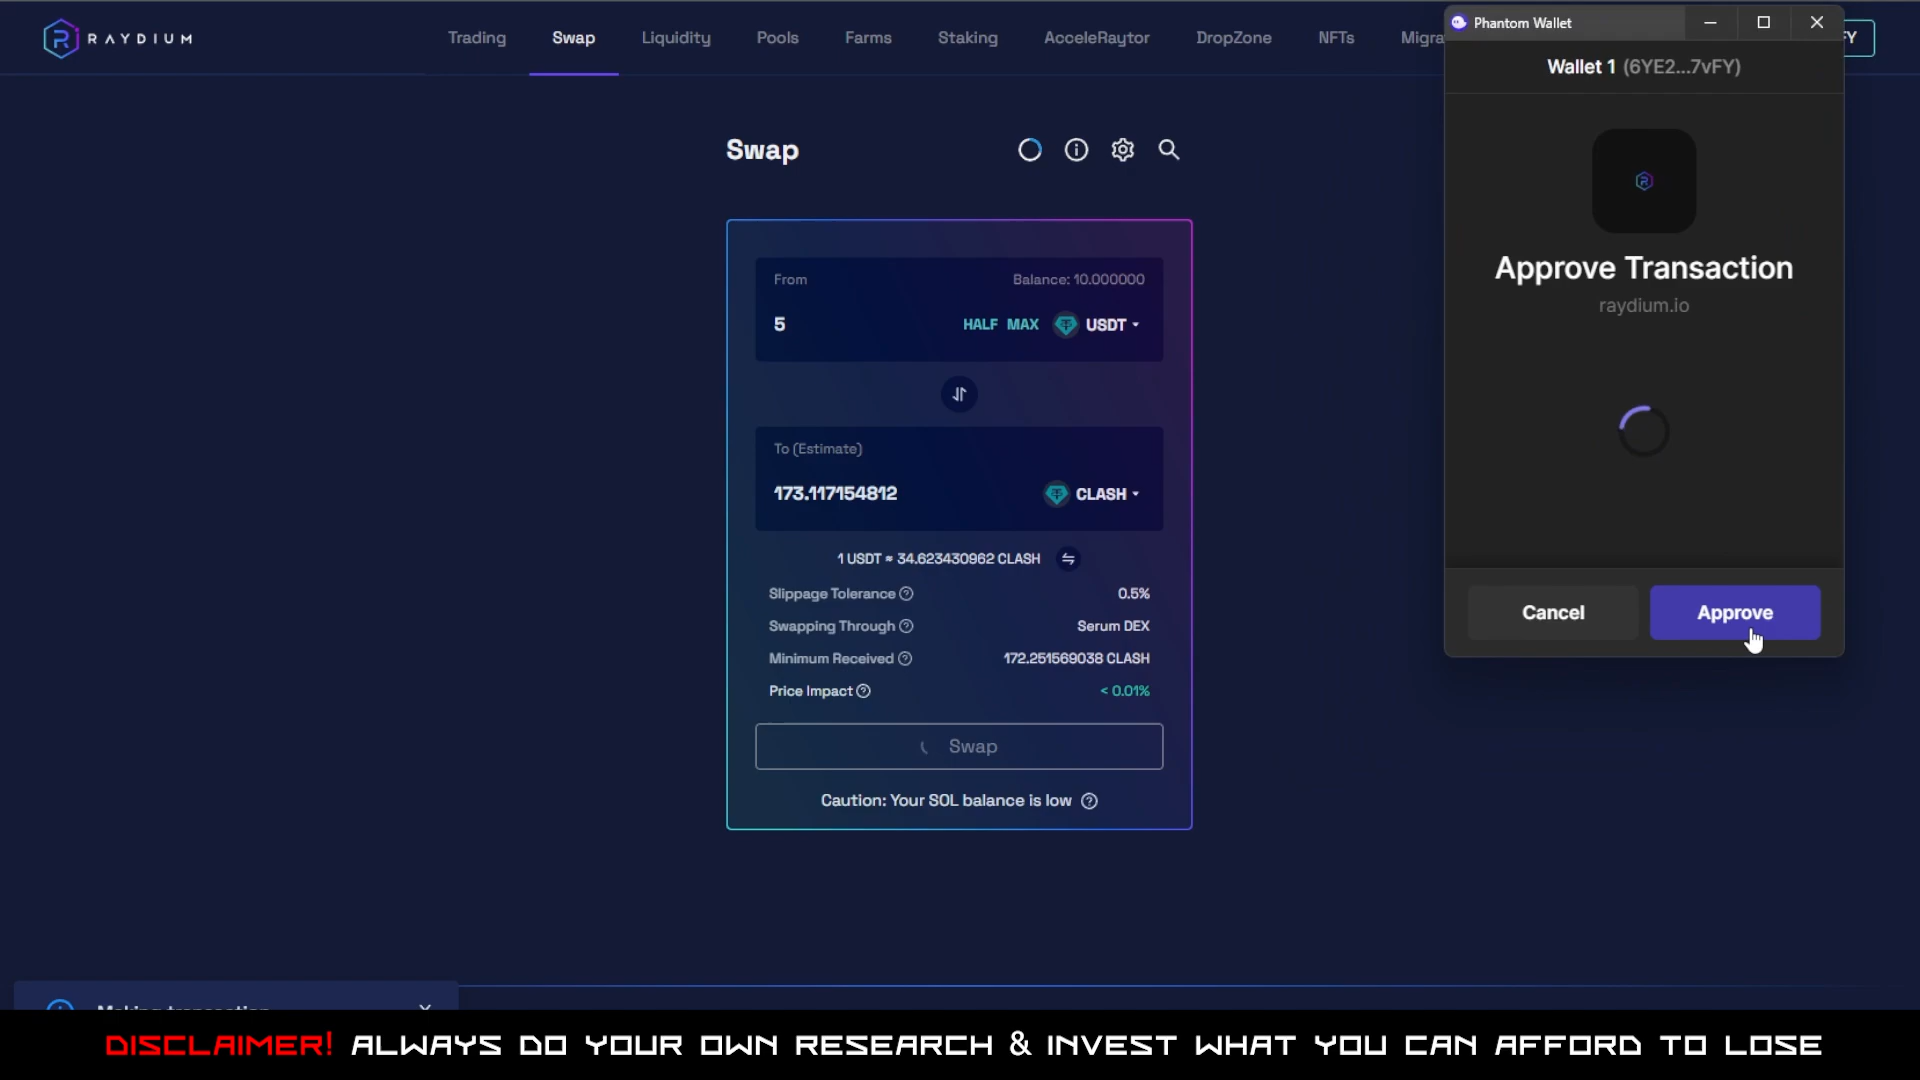 RAYDIUM
Trading Swap Liquidity Pools Farms Staking AcceleRaytor DropZone NFTs Migra
FY
Swap
From
Balance: 10.000000
5
HALF MAX USDT
To (Estimate)
173.117154812
CLASH
1 USDT ≈ 34.623430962 CLASH
Slippage Tolerance
0.5%
Swapping Through
Serum DEX
Minimum Received
172.251569038 CLASH
Price Impact
< 0.01%
Swap
Caution: Your SOL balance is low
Phantom Wallet
Wallet 1 (6YE2...7vFY)
Approve Transaction
raydium.io
Cancel
Approve
Making transaction
DISCLAIMER! ALWAYS DO YOUR OWN RESEARCH & INVEST WHAT YOU CAN AFFORD TO LOSE